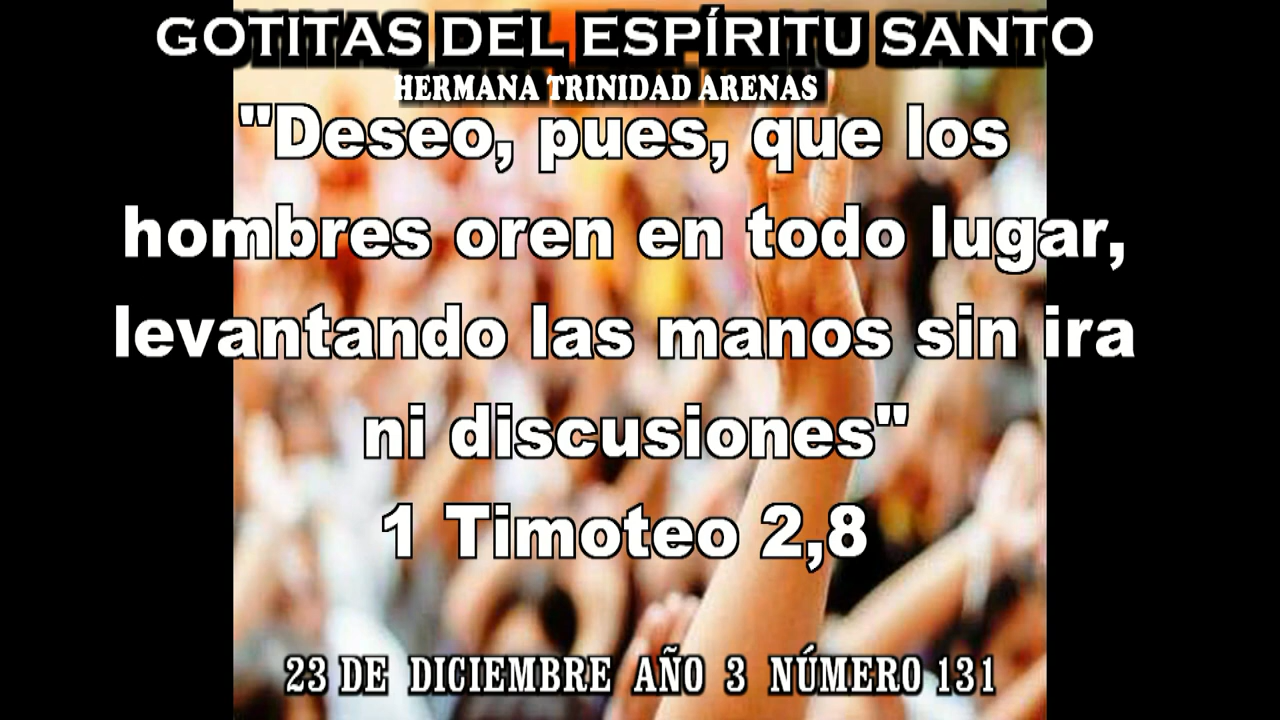 GOTITAS DEL ESPÍRITU SANTO
HERMANA TRINIDAD ARENAS
"Deseo, pues, que los
hombres oren en todo lugar,
levantando las manos sin ira
ni discusiones"
1 Timoteo 2,8
23 DE DICIEMBRE AÑO 3 NÚMERO 131